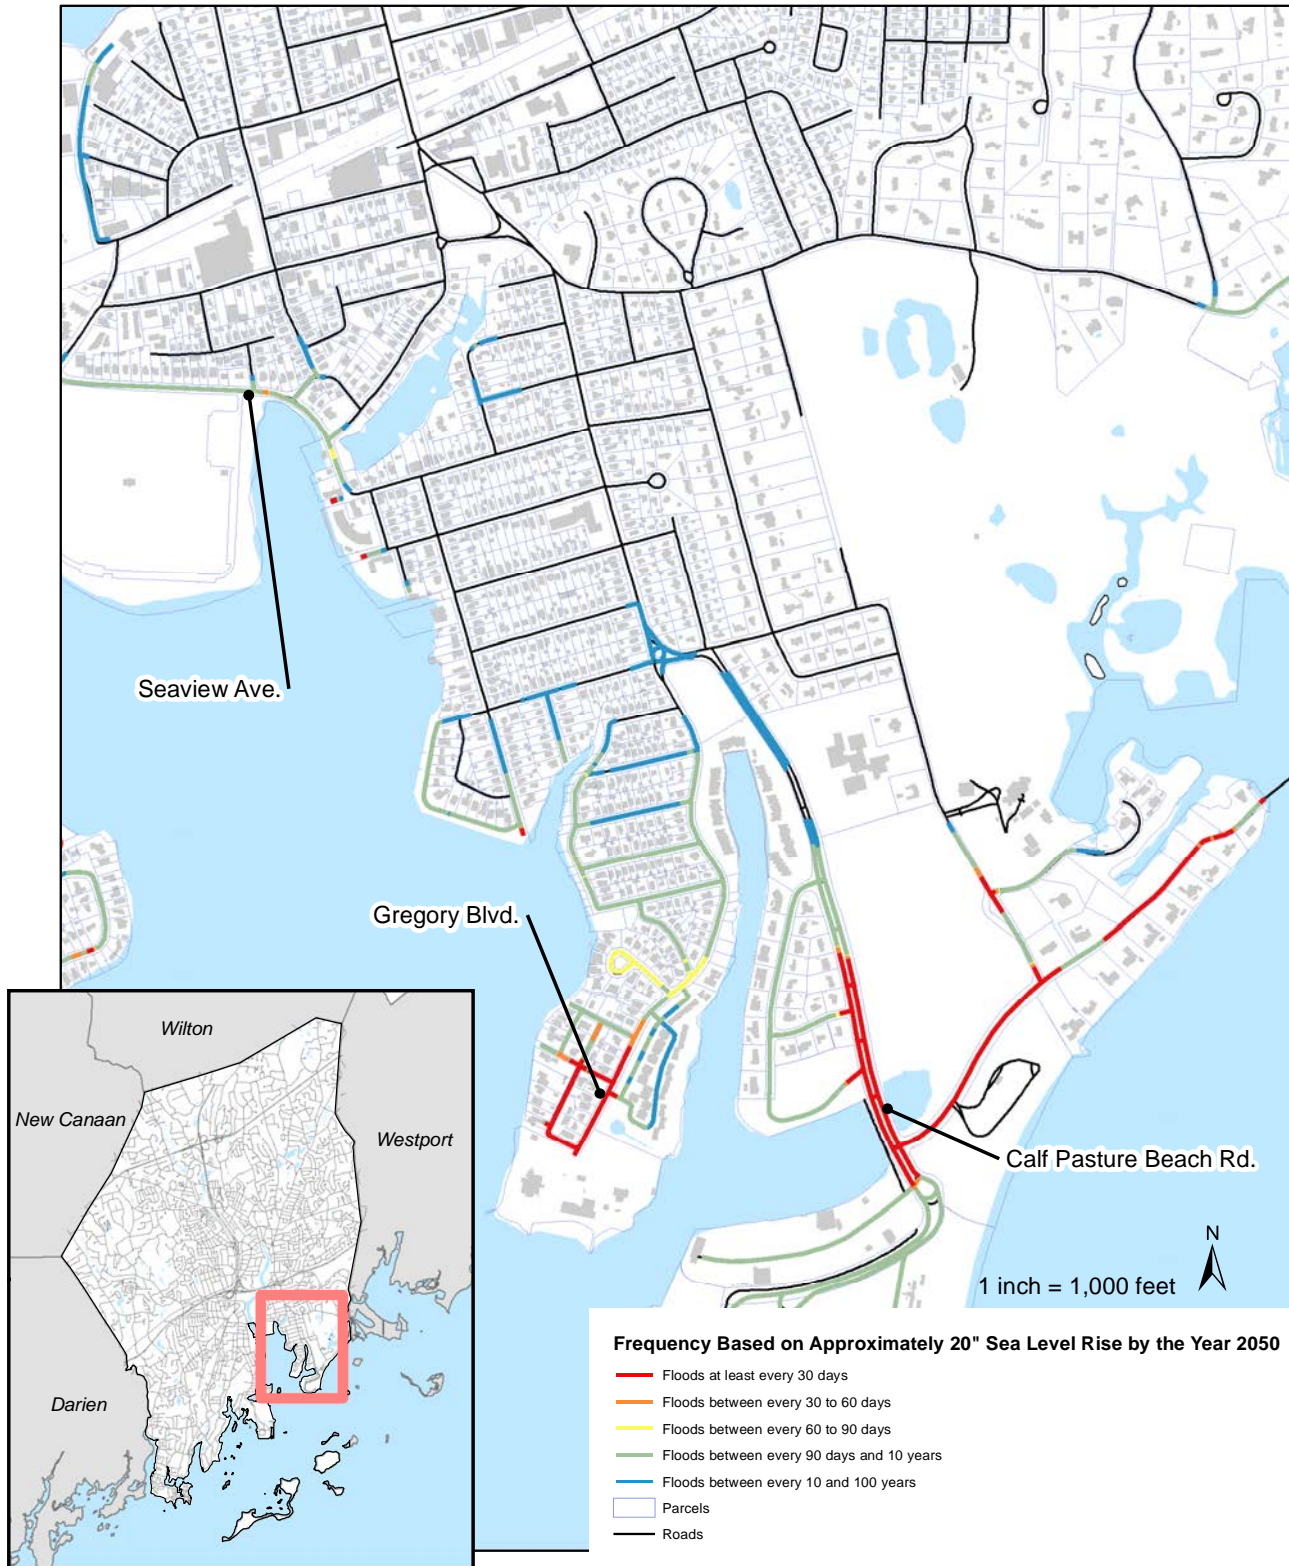 Seaview Ave.
Gregory Blvd.
Calf Pasture Beach Rd.
N
1 inch = 1,000 feet
Wilton
New Canaan
Westport
Darien
Frequency Based on Approximately 20" Sea Level Rise by the Year 2050
Floods at least every 30 days
Floods between every 30 to 60 days
Floods between every 60 to 90 days
Floods between every 90 days and 10 years
Floods between every 10 and 100 years
Parcels
Roads